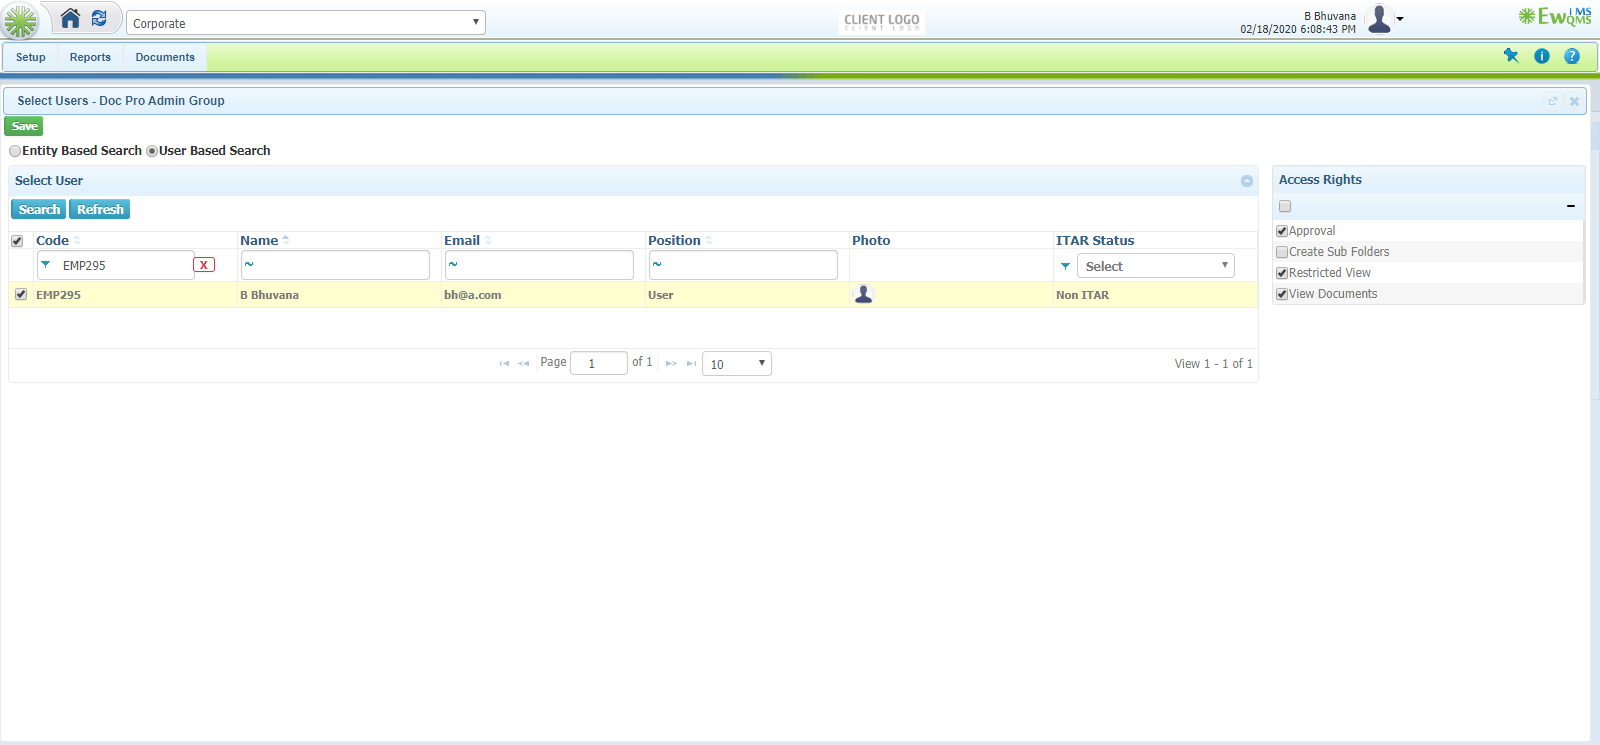 Corporate
CLIENT LOGO
CLIENT LOGO
B Bhuvana
02/18/2020 6:08:43 PM
Ew IMS QMS
Setup Reports Documents
Select Users - Doc Pro Admin Group
Save
Entity Based Search User Based Search
Select User
Search Refresh
Code Name Email Position Photo ITAR Status
EMP295 X ~ ~ ~ Select
EMP295 B Bhuvana bh@a.com User Non ITAR
Page 1 of 1 10 View 1 - 1 of 1
Access Rights
Approval
Create Sub Folders
Restricted View
View Documents